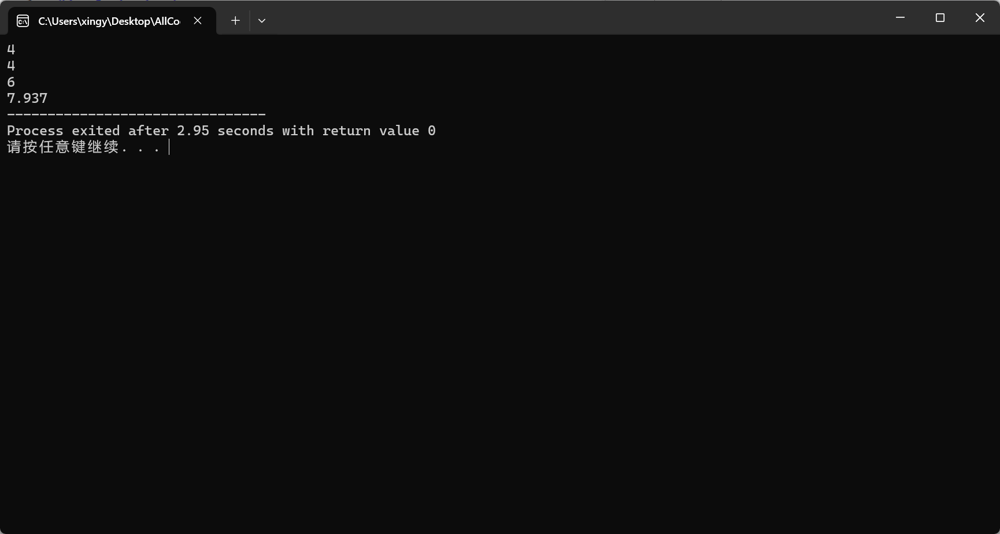 C:\Users\xingy\Desktop\AllCo
4
4
6
7.937
--------------------------------
Process exited after 2.95 seconds with return value 0
请按任意键继续. . .